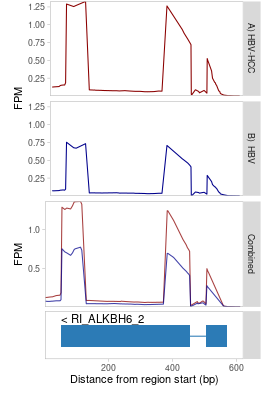 1.25
1.00
0.75
0.50
0.25
FPM
A) HBV-HCC
1.25
1.00
0.75
0.50
0.25
FPM
B) HBV
1.0
0.5
FPM
Combined
< RI_ALKBH6_2
200 400 600
Distance from region start (bp)